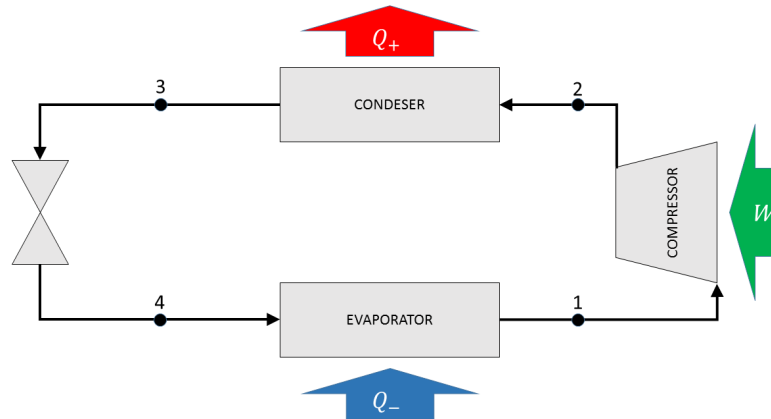 Q₊
3
2
CONDESER
COMPRESSOR
W
4
1
EVAPORATOR
Q₋